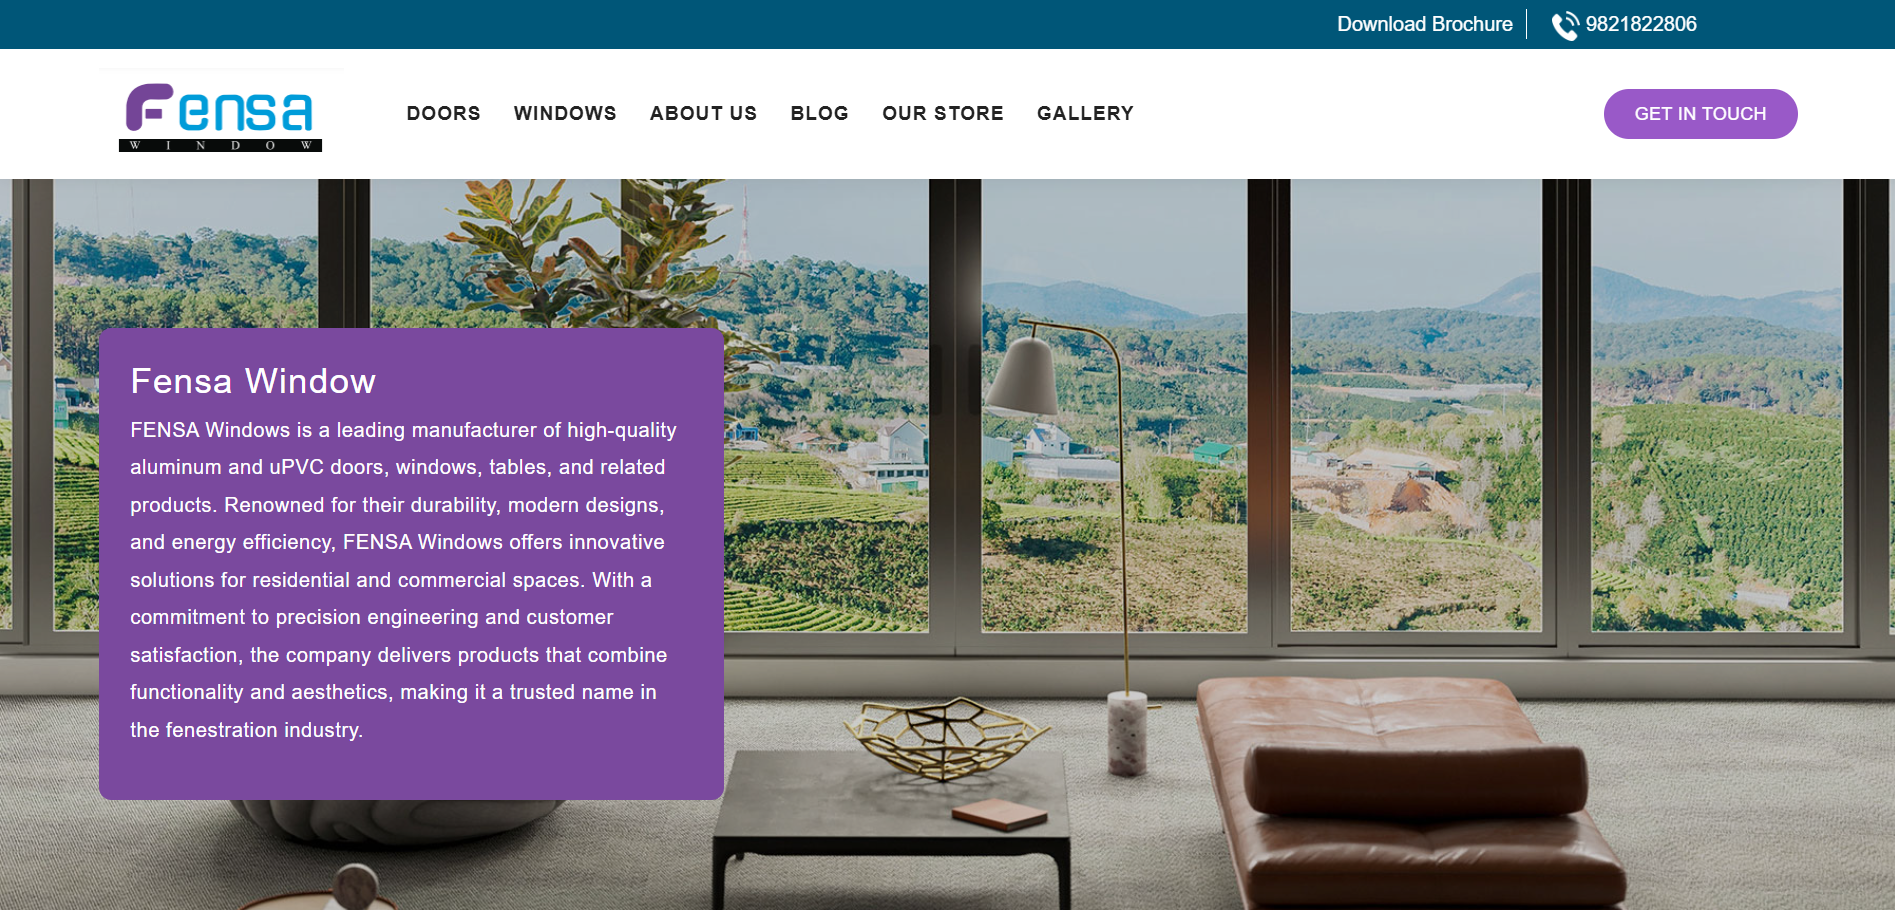 Download Brochure
9821822806
Fensa
WINDOW
DOORS WINDOWS ABOUT US BLOG OUR STORE GALLERY
GET IN TOUCH
Fensa Window
FENSA Windows is a leading manufacturer of high-quality
aluminum and uPVC doors, windows, tables, and related
products. Renowned for their durability, modern designs,
and energy efficiency, FENSA Windows offers innovative
solutions for residential and commercial spaces. With a
commitment to precision engineering and customer
satisfaction, the company delivers products that combine
functionality and aesthetics, making it a trusted name in
the fenestration industry.